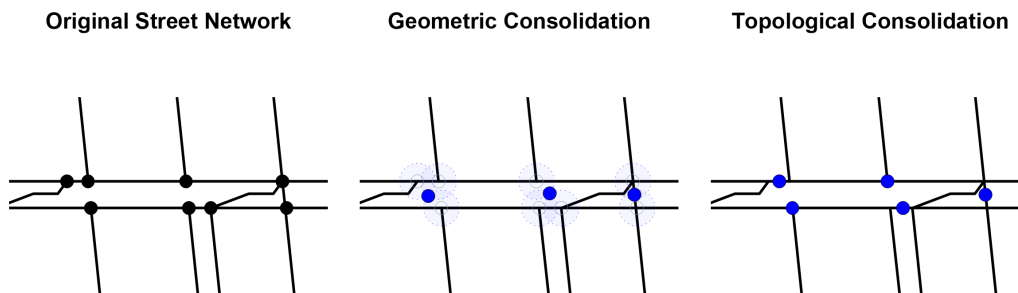 Original Street Network
Geometric Consolidation
Topological Consolidation